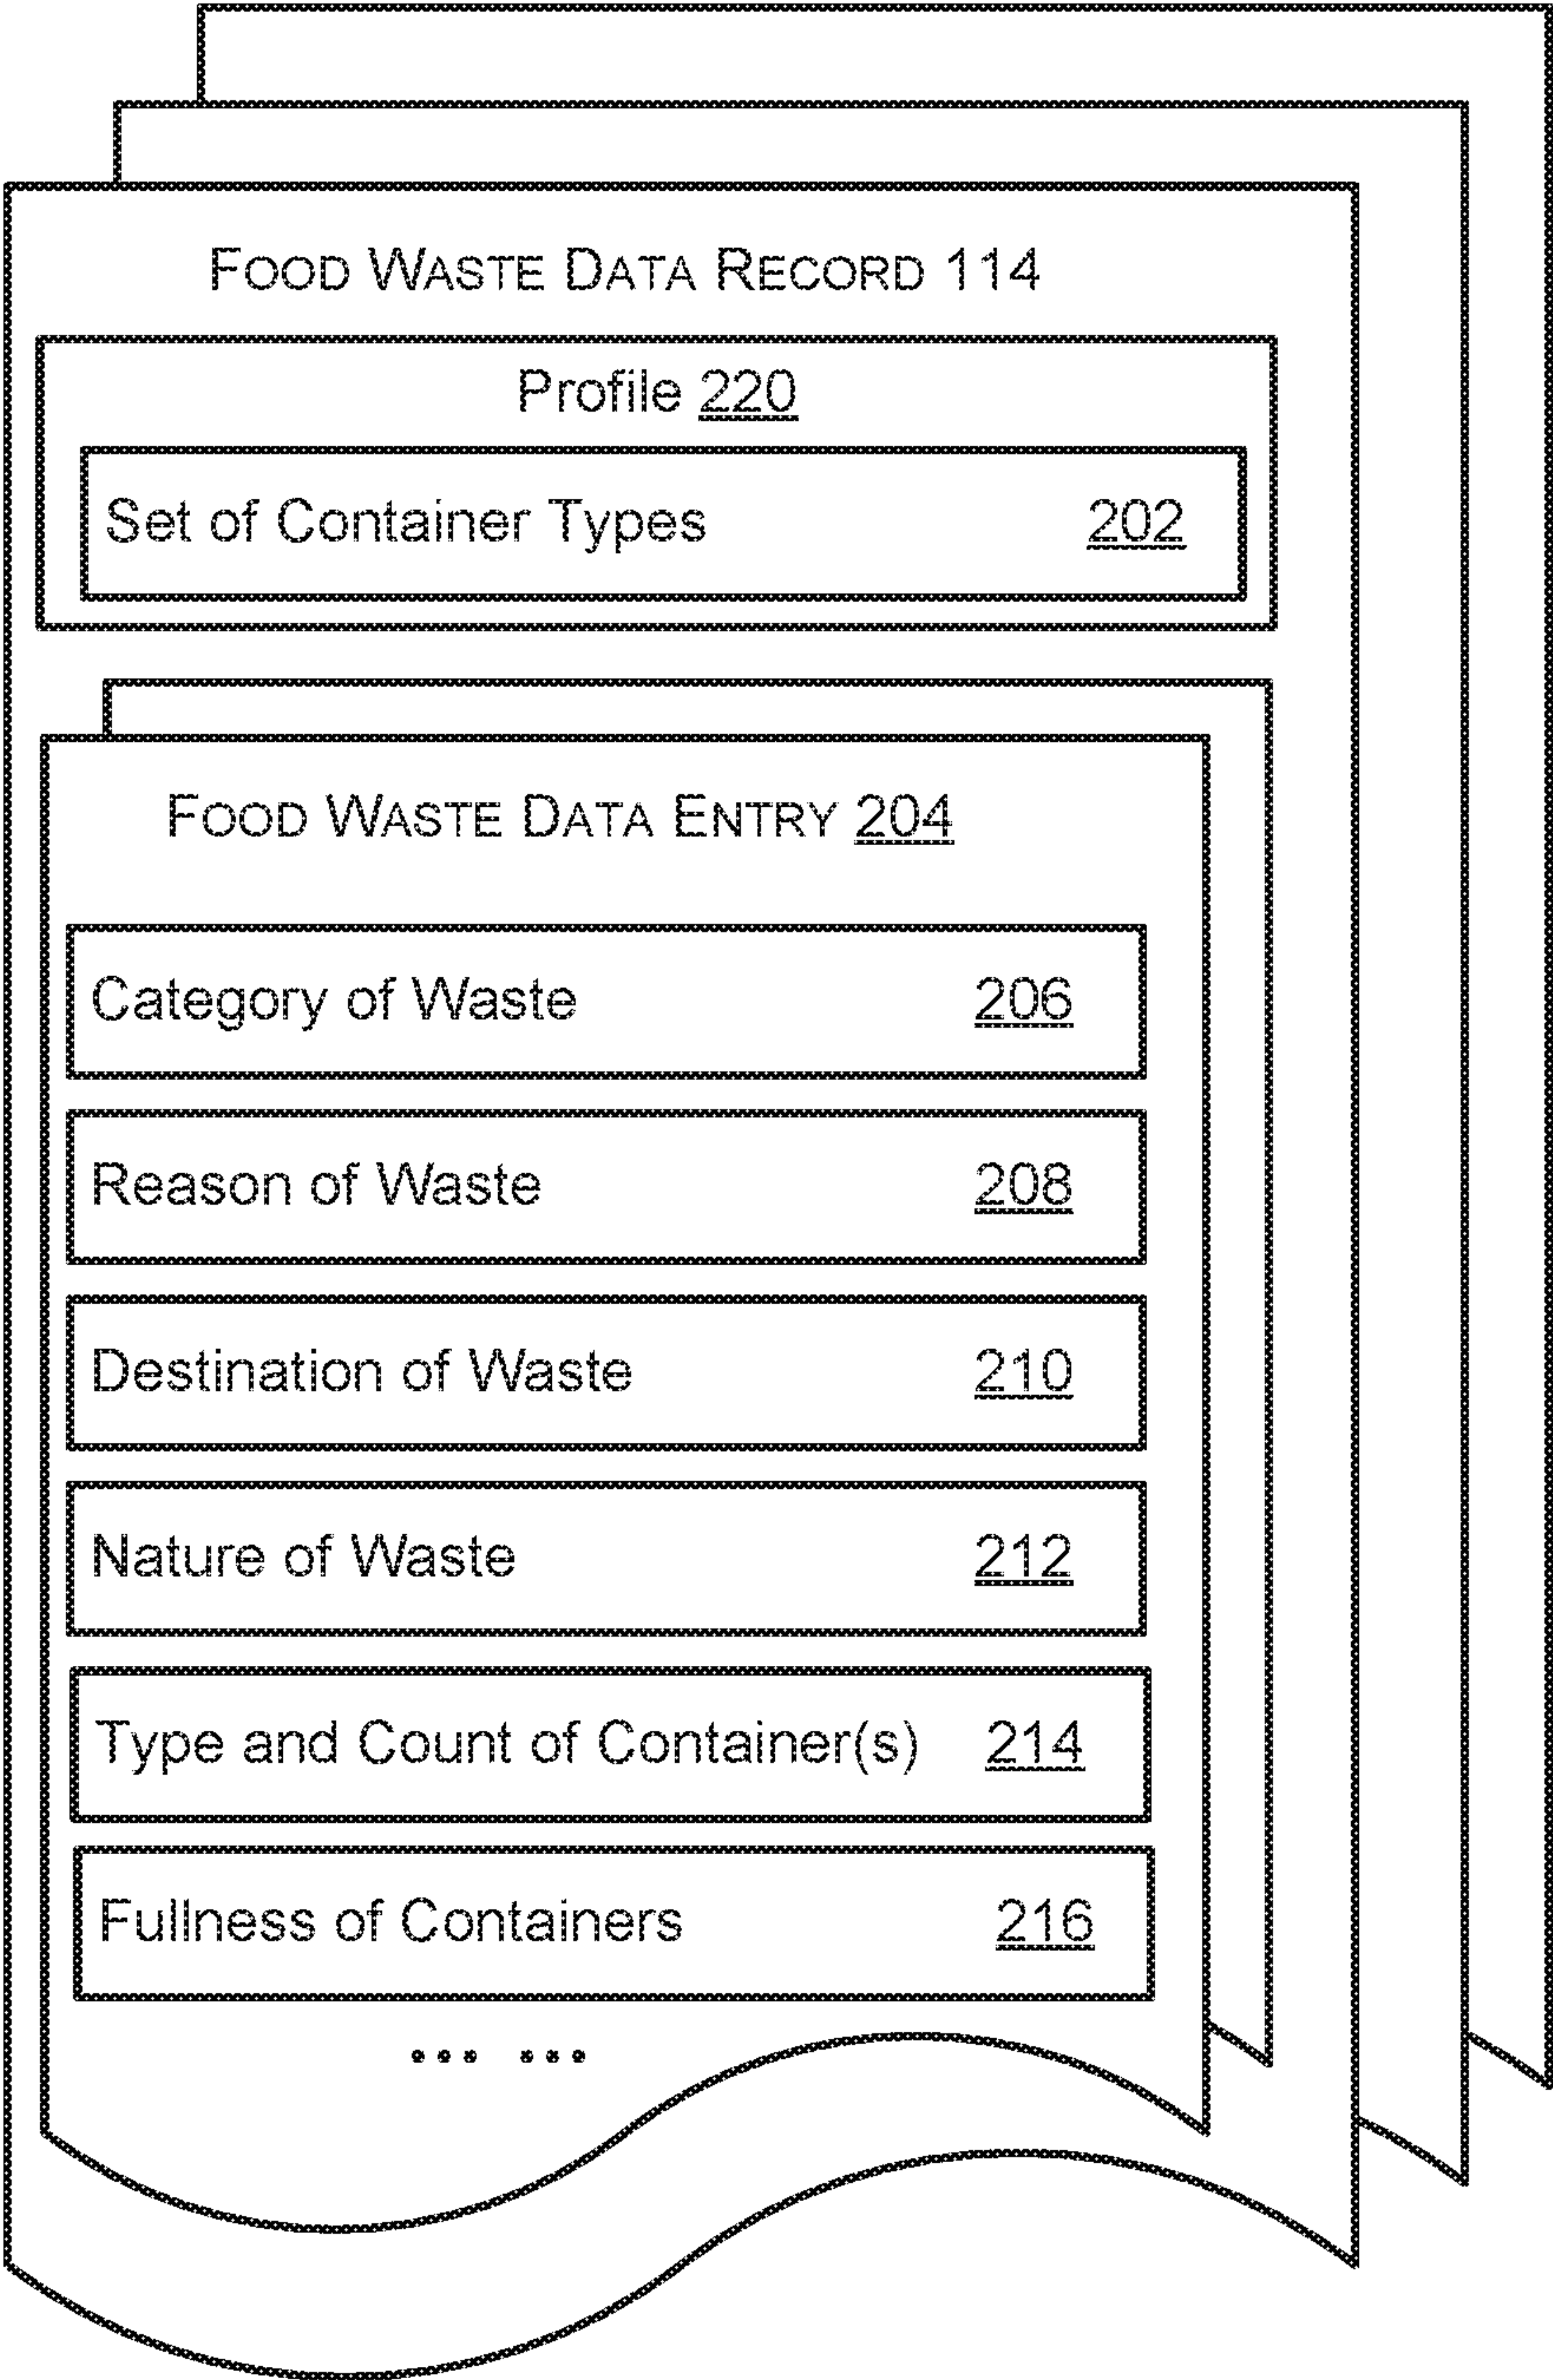 FOOD WASTE DATA RECORD 114
Profile 220
Set of Container Types 202
FOOD WASTE DATA ENTRY 204
Category of Waste 206
Reason of Waste 208
Destination of Waste 210
Nature of Waste 212
Type and Count of Container(s) 214
Fullness of Containers 216
... ...